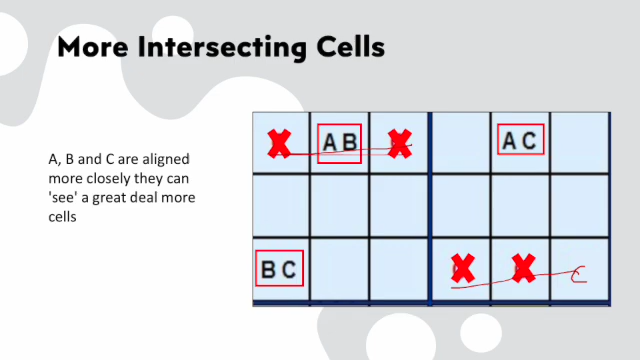 More Intersecting Cells
A, B and C are aligned
more closely they can
'see' a great deal more
cells
A B
A C
B C
C